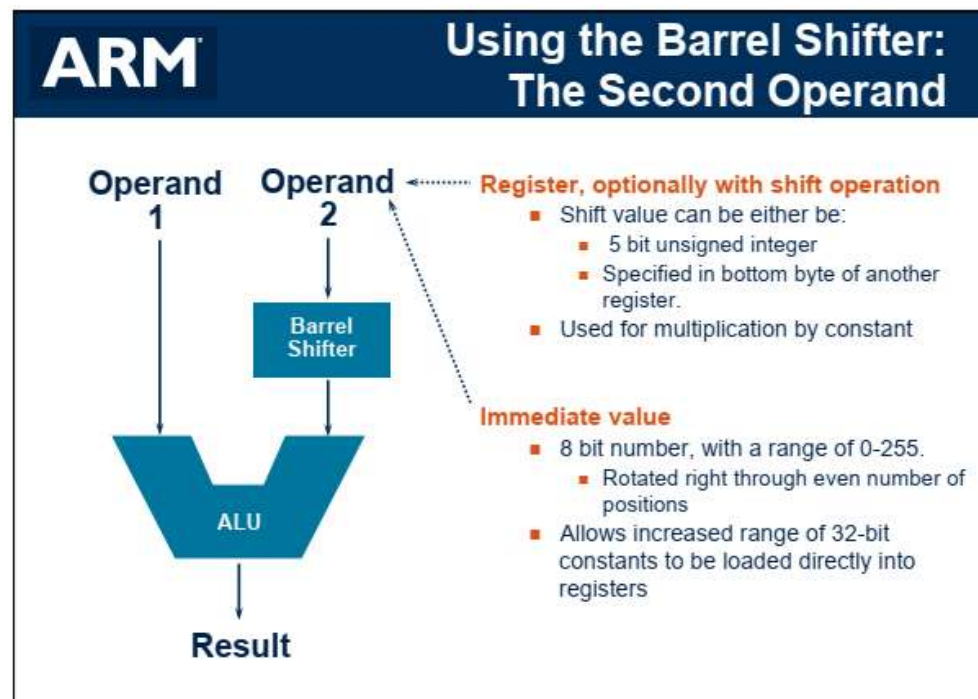 ARM
Using the Barrel Shifter:
The Second Operand
Operand
1
Operand
2
Barrel
Shifter
ALU
Result
Register, optionally with shift operation
Shift value can be either be:
5 bit unsigned integer
Specified in bottom byte of another
register.
Used for multiplication by constant
Immediate value
8 bit number, with a range of 0-255.
Rotated right through even number of
positions
Allows increased range of 32-bit
constants to be loaded directly into
registers